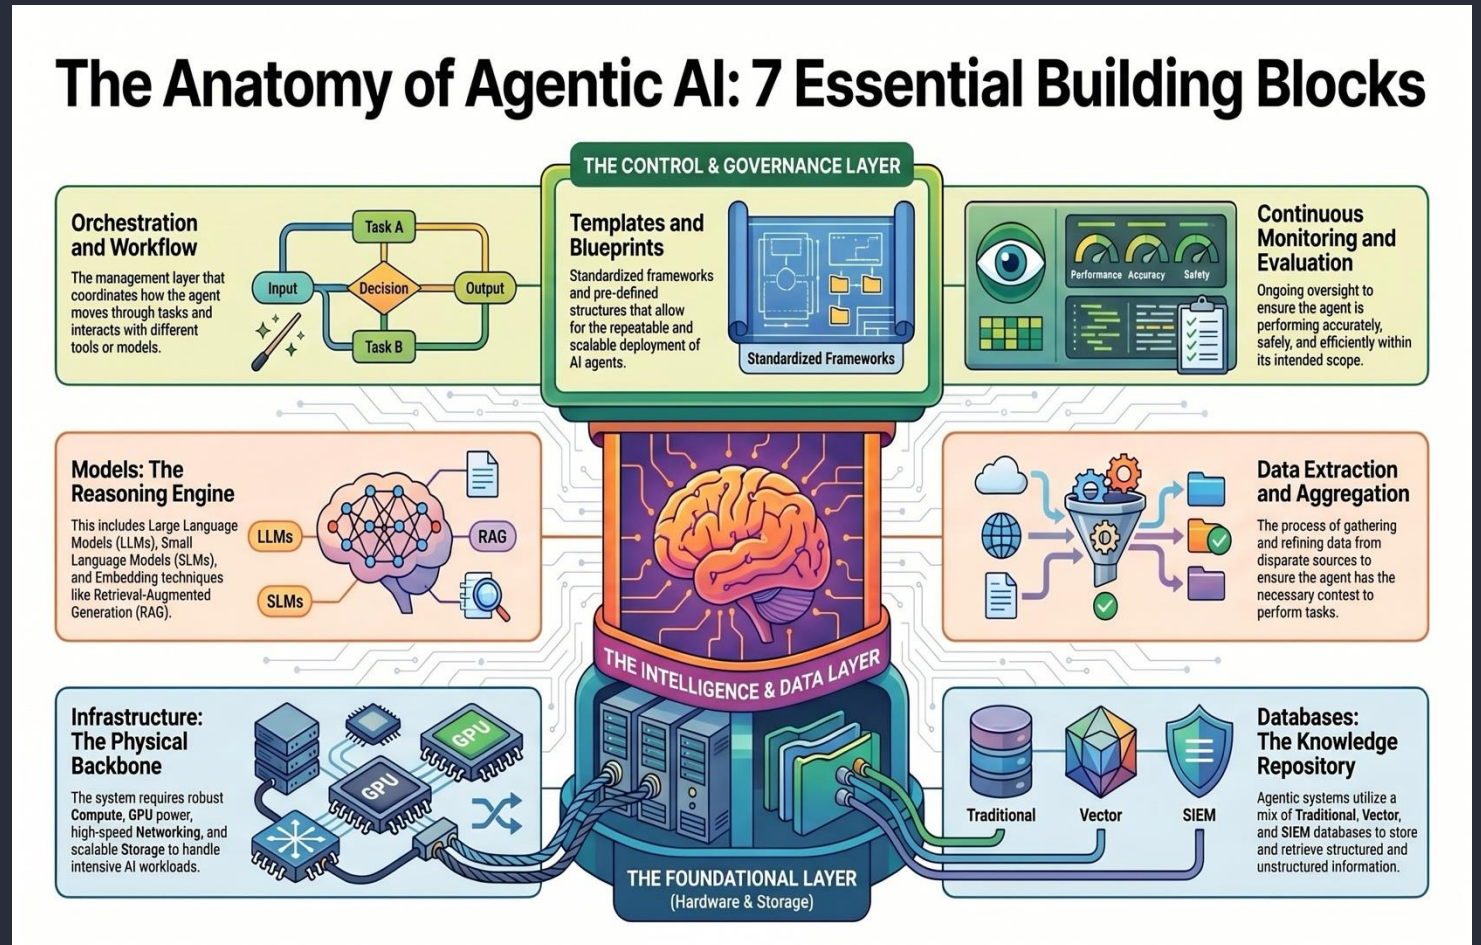 The Anatomy of Agentic AI: 7 Essential Building Blocks
THE CONTROL & GOVERNANCE LAYER
Orchestration
and Workflow
The management layer that
coordinates how the agent
moves through tasks and
interacts with different
tools or models.
Input
Task A
Decision
Task B
Output
Templates and
Blueprints
Standardized frameworks
and pre-defined
structures that allow
for the repeatable and
scalable deployment of
AI agents.
Standardized Frameworks
Performance Accuracy Safety
Continuous
Monitoring and
Evaluation
Ongoing oversight to
ensure the agent is
performing accurately,
safely, and efficiently within
its intended scope.
Models: The
Reasoning Engine
This includes Large Language
Models (LLMs), Small
Language Models (SLMs),
and Embedding techniques
like Retrieval-Augmented
Generation (RAG).
LLMs
SLMs
RAG
THE INTELLIGENCE & DATA LAYER
Data Extraction
and Aggregation
The process of gathering
and refining data from
disparate sources to
ensure the agent has the
necessary contest to
perform tasks.
Infrastructure:
The Physical
Backbone
The system requires robust
Compute, GPU power,
high-speed Networking, and
scalable Storage to handle
intensive AI workloads.
GPU
GPU
THE FOUNDATIONAL LAYER
(Hardware & Storage)
Traditional
Vector
SIEM
Databases:
The Knowledge
Repository
Agentic systems utilize a
mix of Traditional, Vector,
and SIEM databases to store
and retrieve structured and
unstructured information.